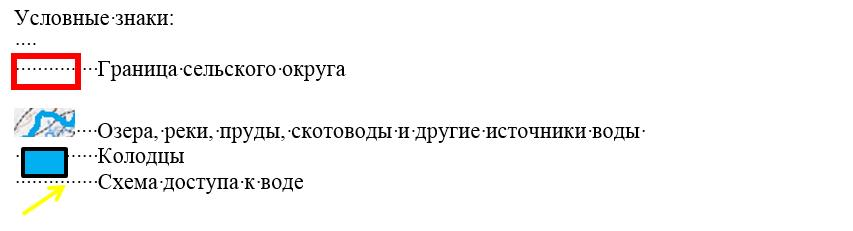 Условные знаки:
Граница сельского округа
Озера, реки, пруды, скотоводы и другие источники воды
Колодцы
Схема доступа к воде